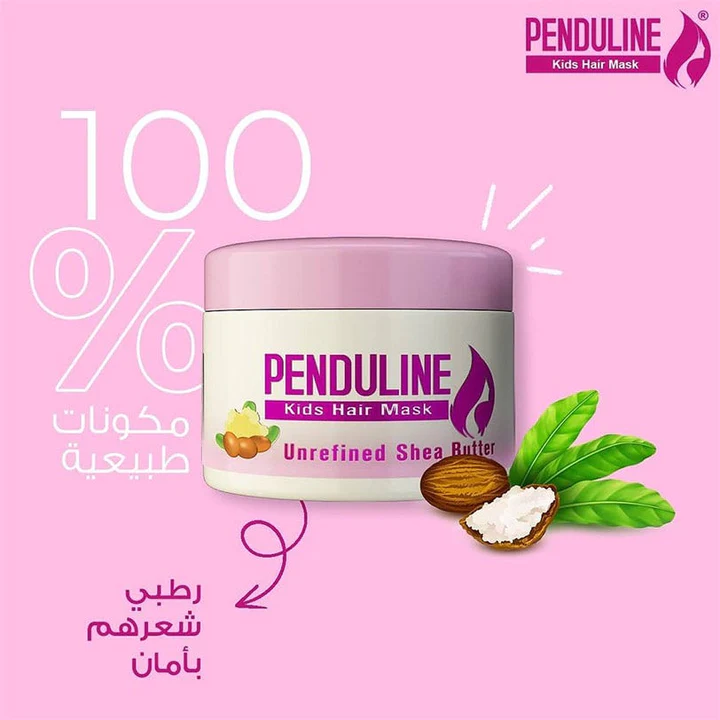 PENDULINE®
Kids Hair Mask
100
%
مكونات
طبيعية
PENDULINE
Kids Hair Mask
Unrefined Shea Butter
رطبي
شعرهم
بأمان